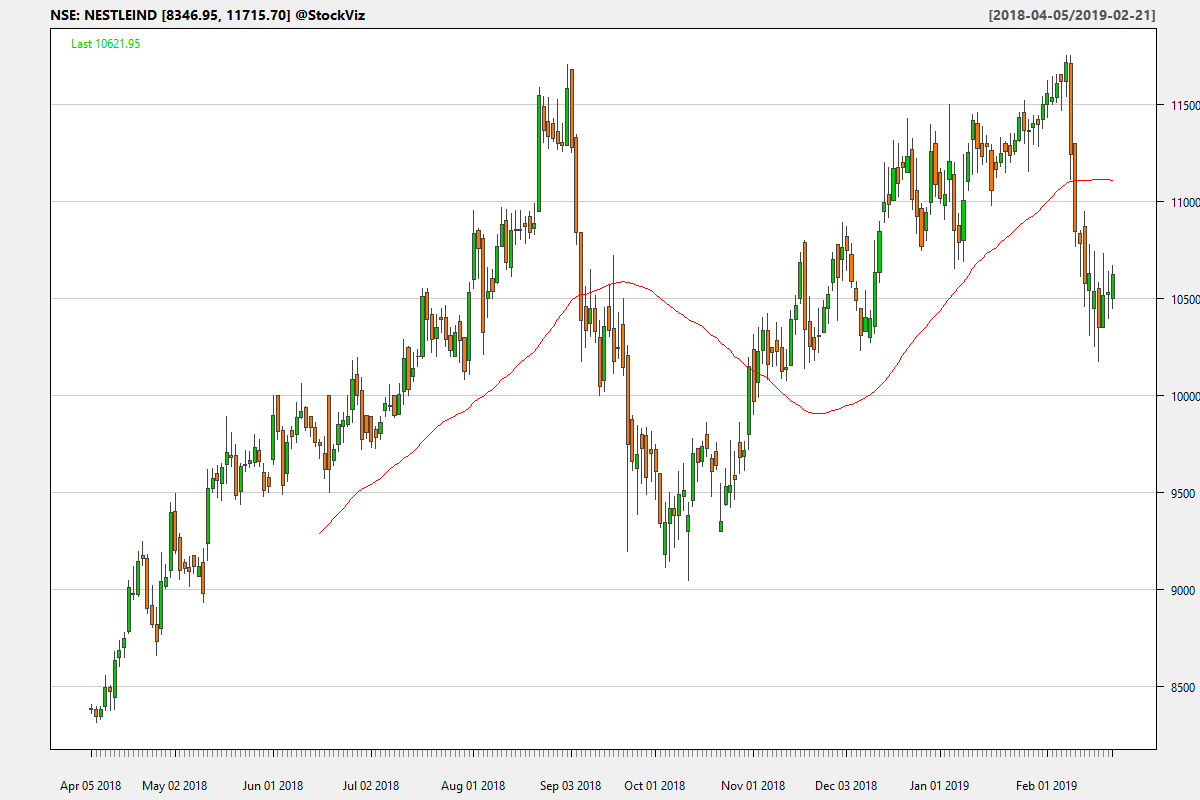 NSE: NESTLEIND [8346.95, 11715.70] @StockViz
[2018-04-05/2019-02-21]
Last 10621.95
11500
11000
10500
10000
9500
9000
8500
Apr 05 2018 May 02 2018 Jun 01 2018 Jul 02 2018 Aug 01 2018 Sep 03 2018 Oct 01 2018 Nov 01 2018 Dec 03 2018 Jan 01 2019 Feb 01 2019